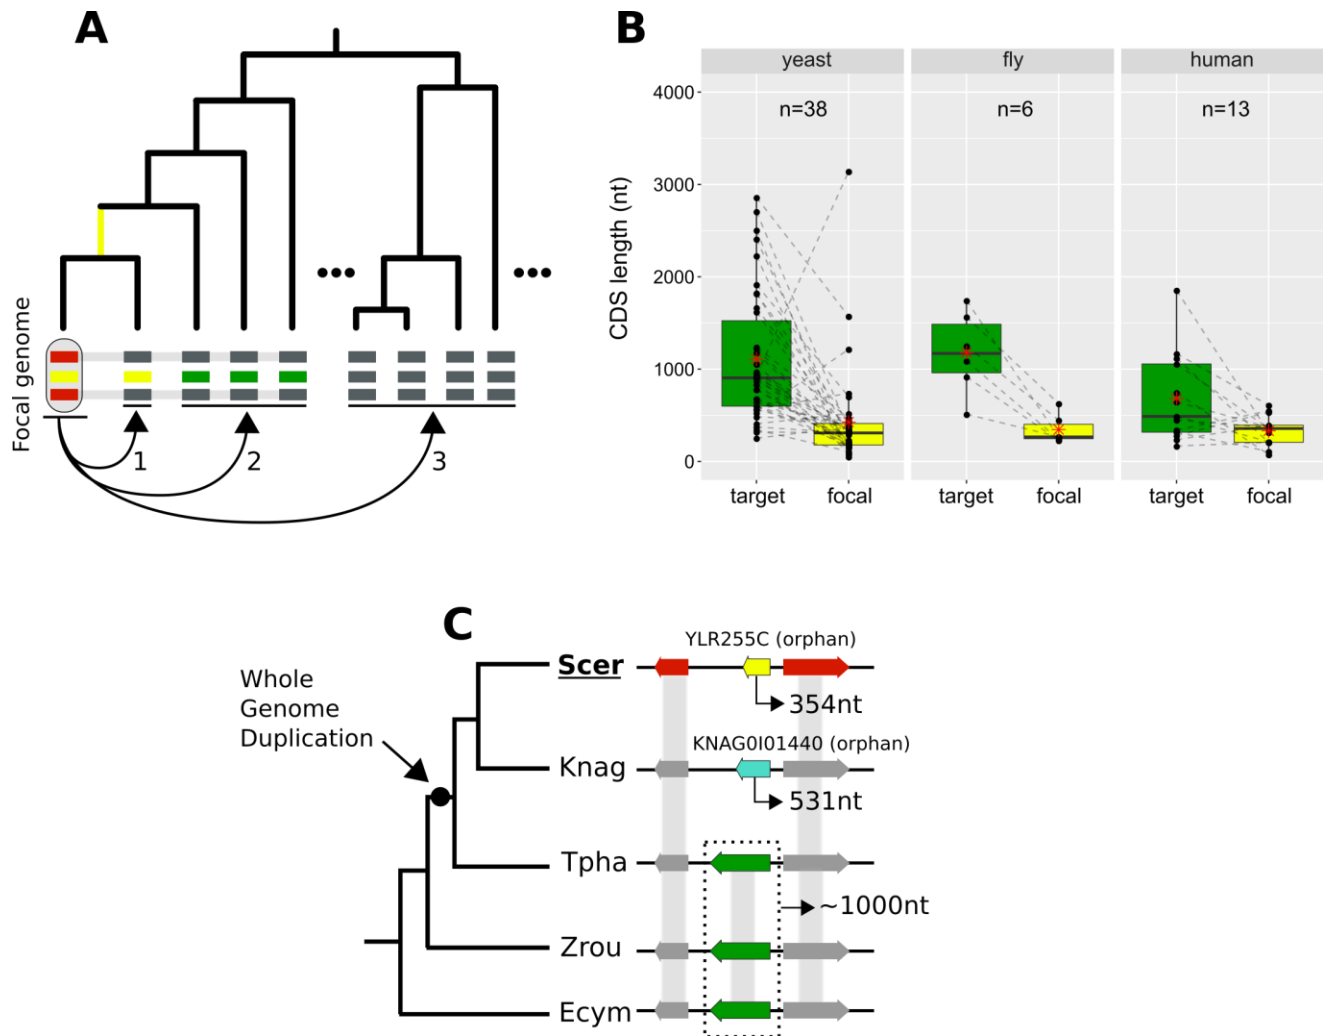 A
Focal genome
1
2
3
B
yeast
fly
human
n=38
n=6
n=13
CDS length (nt)
4000
3000
2000
1000
0
target
focal
target
focal
target
focal
C
Whole
Genome
Duplication
YLR255C (orphan)
Scer
354nt
KNAG0I01440 (orphan)
Knag
531nt
Tpha
~1000nt
Zrou
Ecym